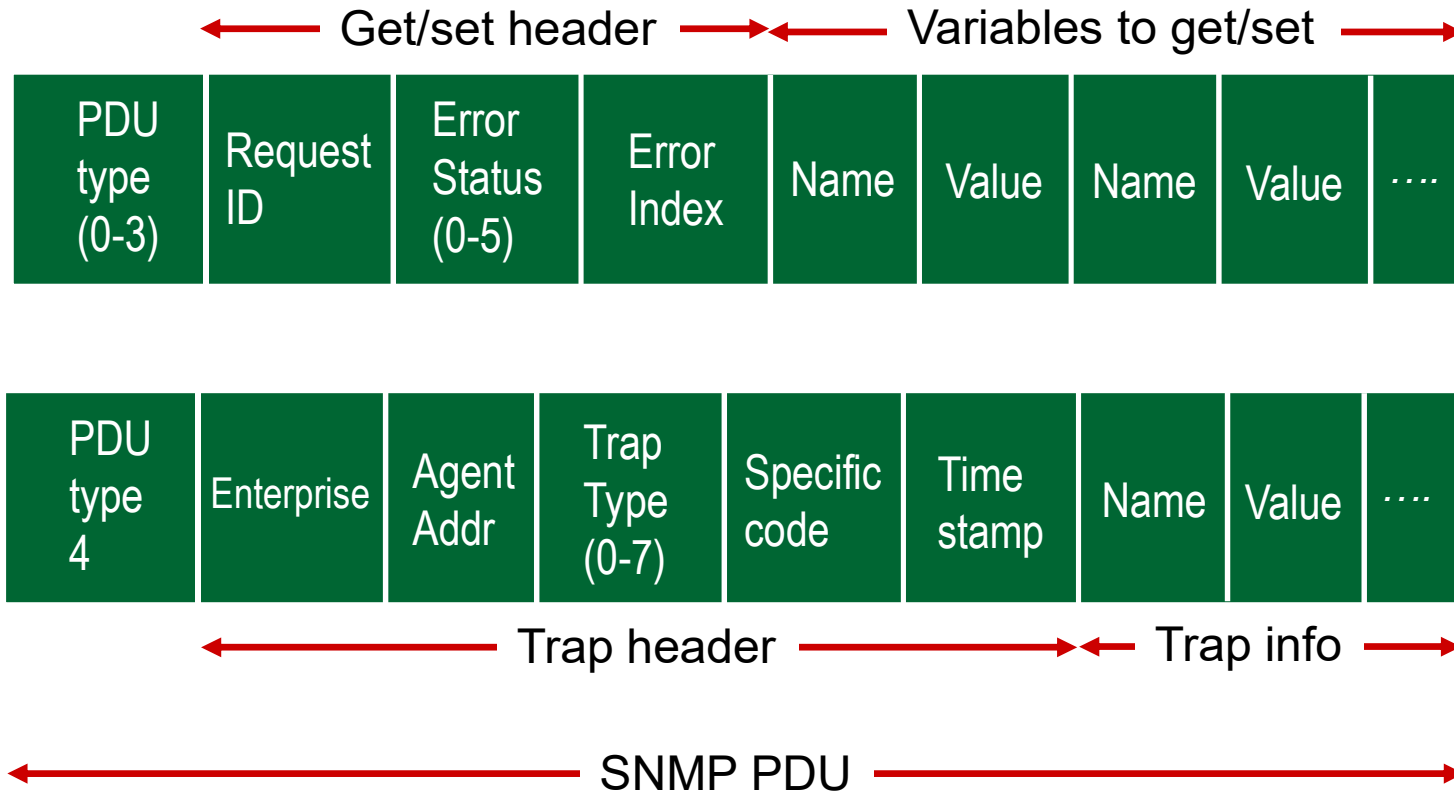 Get/set header
Variables to get/set
PDU
type
(0-3)
Request
ID
Error
Status
(0-5)
Error
Index
Name
Value
Name
Value
....
PDU
type
4
Enterprise
Agent
Addr
Trap
Type
(0-7)
Specific
code
Time
stamp
Name
Value
....
Trap header
Trap info
SNMP PDU